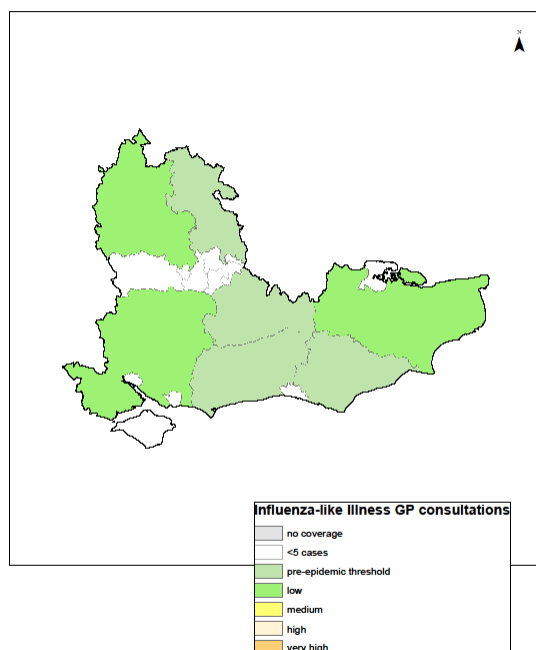 N
Influenza-like Illness GP consultations
no coverage
<5 cases
pre-epidemic threshold
low
medium
high
very high